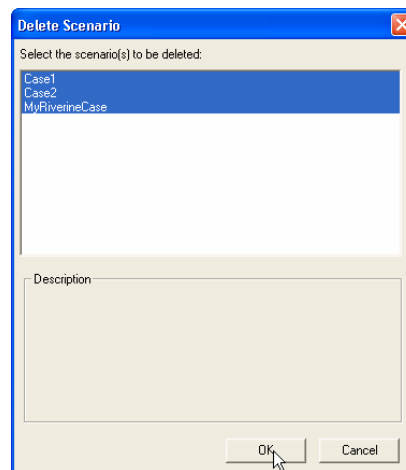 Delete Scenario
Select the scenario(s) to be deleted:
Case1
Case2
MyRiverineCase
Description
OK
Cancel